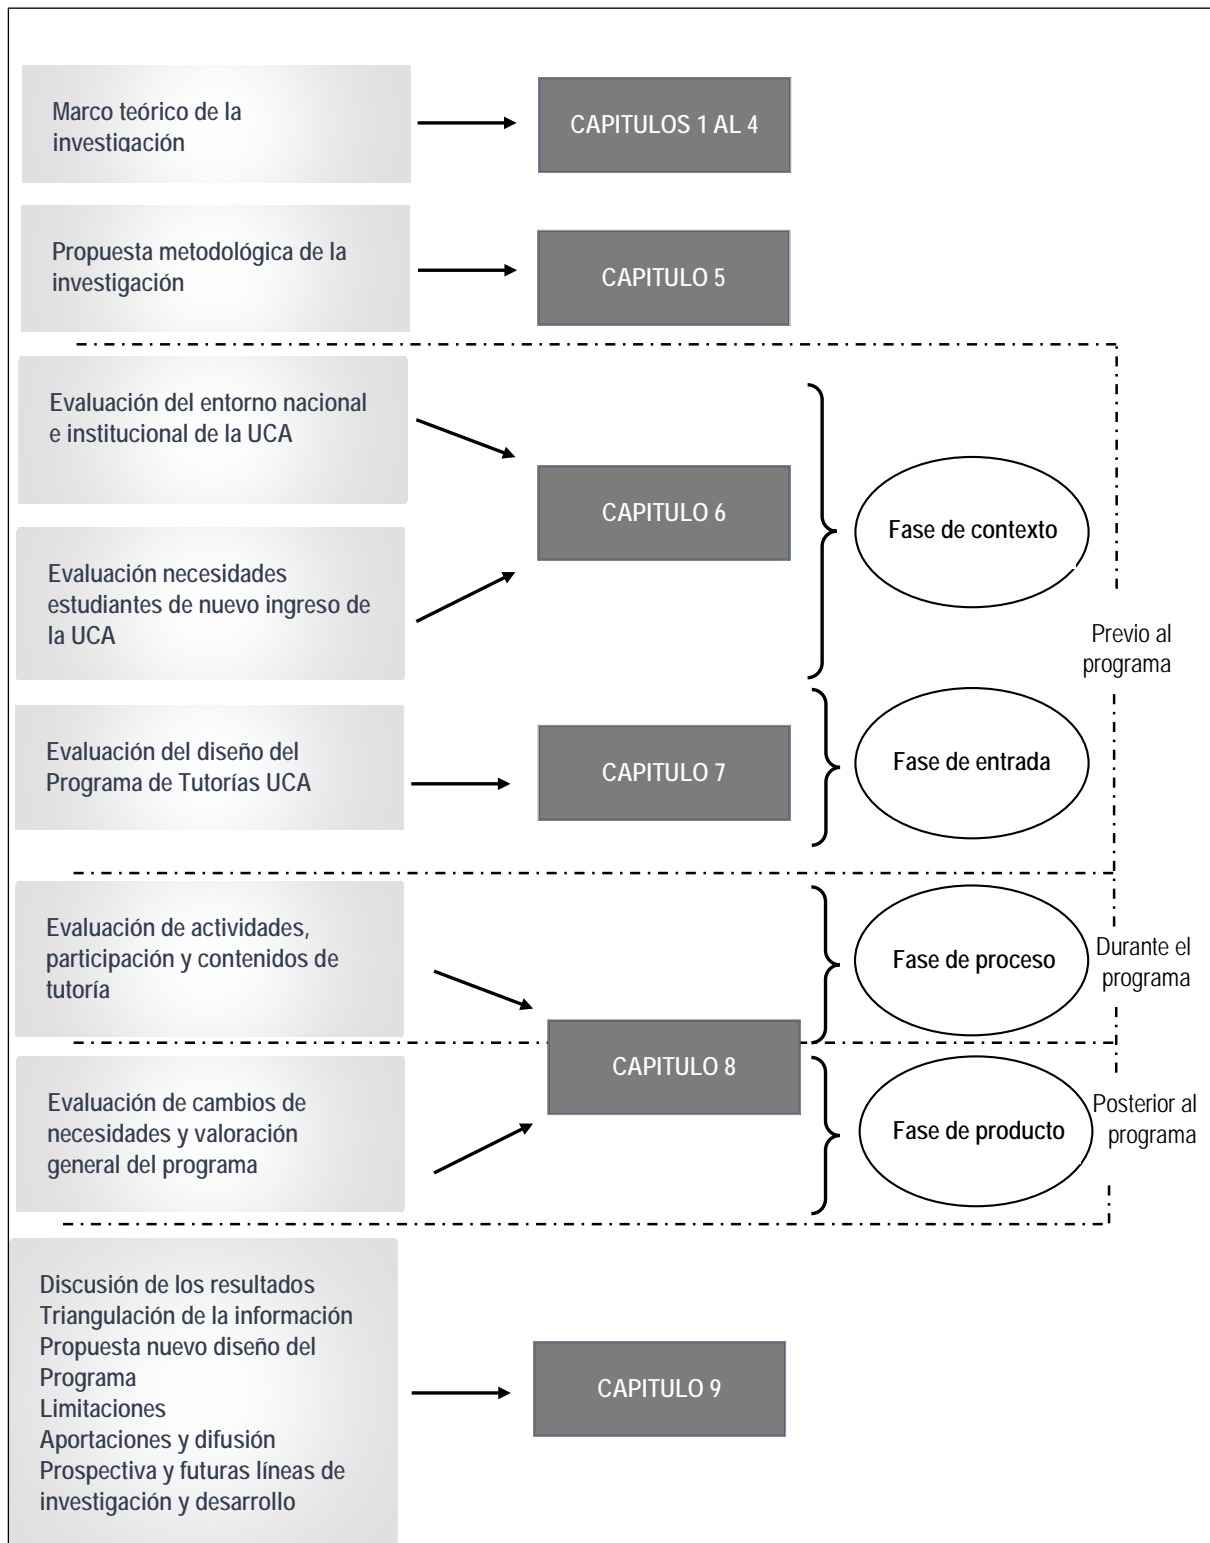 Marco teórico de la
investigación
CAPITULOS 1 AL 4
Propuesta metodológica de la
investigación
CAPITULO 5
Evaluación del entorno nacional
e institucional de la UCA
CAPITULO 6
Fase de contexto
Evaluación necesidades
estudiantes de nuevo ingreso de
la UCA
Previo al
programa
Evaluación del diseño del
Programa de Tutorías UCA
CAPITULO 7
Fase de entrada
Evaluación de actividades,
participación y contenidos de
tutoría
Fase de proceso
Durante el
programa
CAPITULO 8
Evaluación de cambios de
necesidades y valoración
general del programa
Fase de producto
Posterior al
programa
Discusión de los resultados
Triangulación de la información
Propuesta nuevo diseño del
Programa
Limitaciones
Aportaciones y difusión
Prospectiva y futuras líneas de
investigación y desarrollo
CAPITULO 9